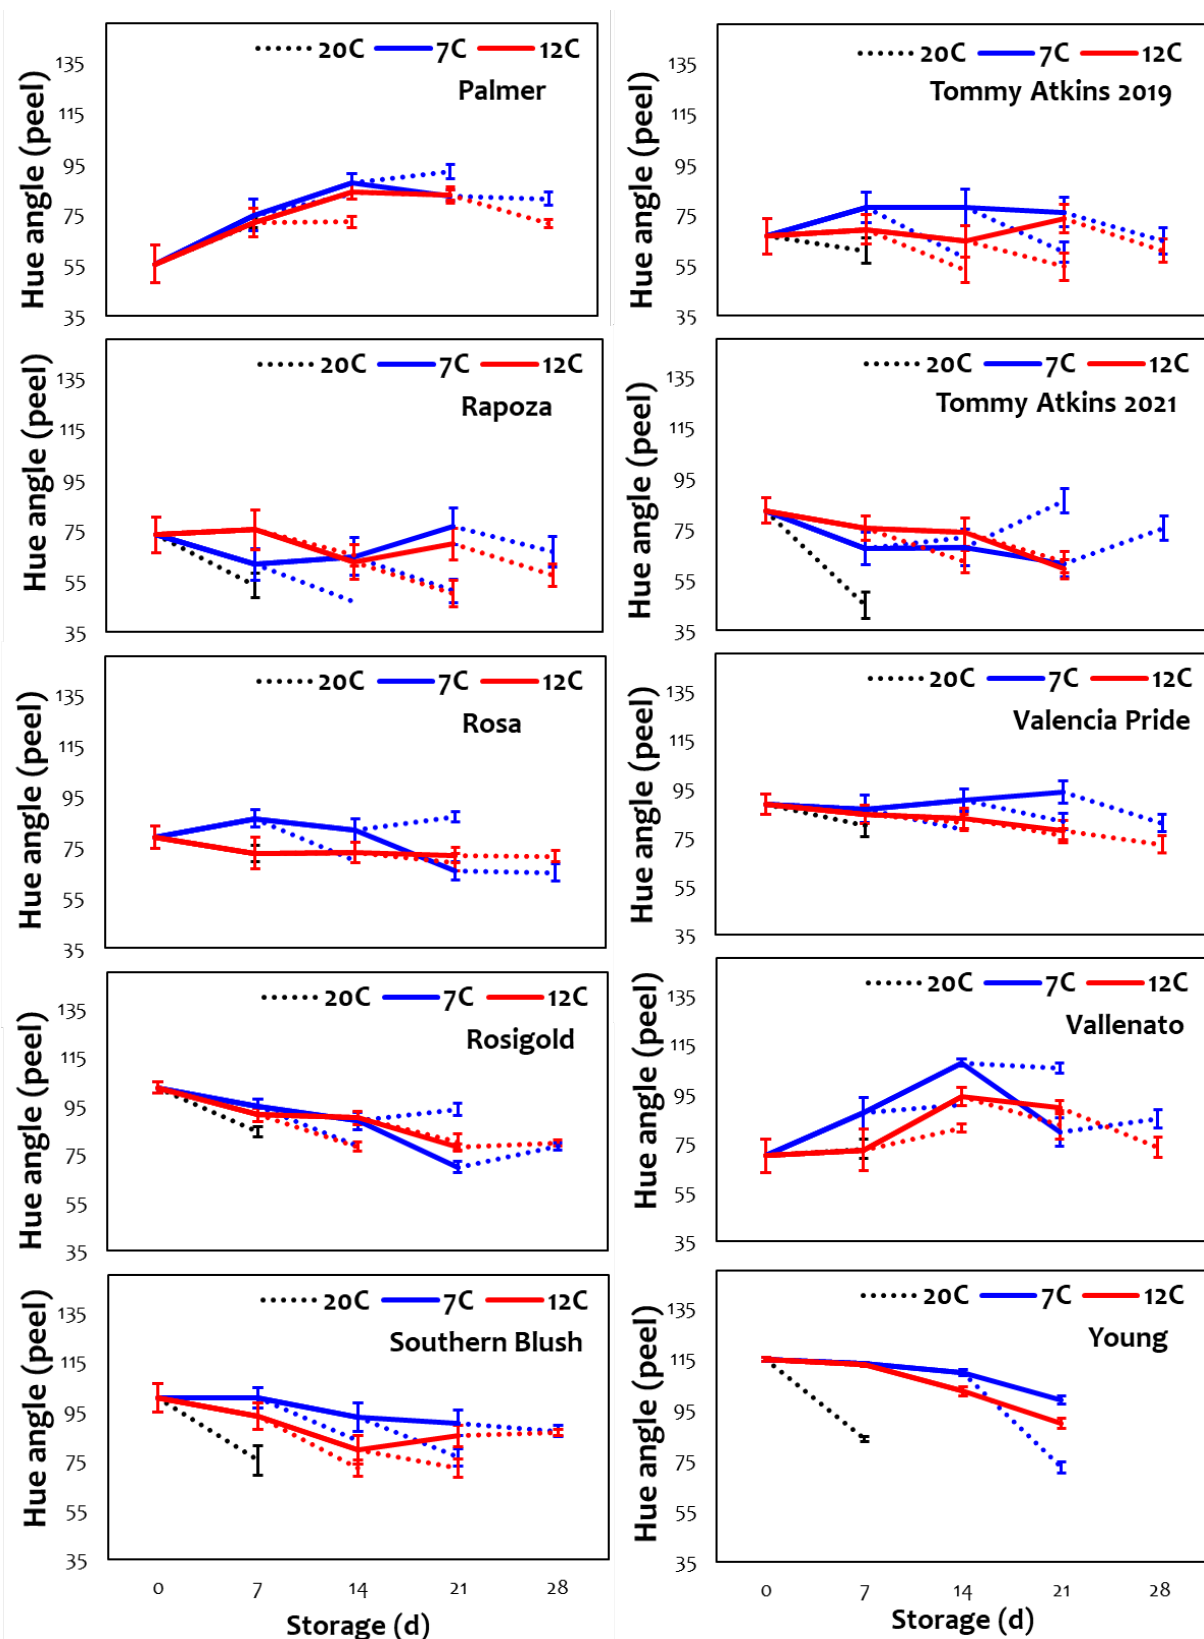 20C 7C 12C
Palmer
Hue angle (peel)
135
115
95
75
55
35
20C 7C 12C
Tommy Atkins 2019
Hue angle (peel)
135
115
95
75
55
35
20C 7C 12C
Rapoza
Hue angle (peel)
135
115
95
75
55
35
20C 7C 12C
Tommy Atkins 2021
Hue angle (peel)
135
115
95
75
55
35
20C 7C 12C
Rosa
Hue angle (peel)
135
115
95
75
55
35
20C 7C 12C
Valencia Pride
Hue angle (peel)
135
115
95
75
55
35
20C 7C 12C
Rosigold
Hue angle (peel)
135
115
95
75
55
35
20C 7C 12C
Vallenato
Hue angle (peel)
135
115
95
75
55
35
20C 7C 12C
Southern Blush
Hue angle (peel)
135
115
95
75
55
35
0 7 14 21 28
Storage (d)
20C 7C 12C
Young
Hue angle (peel)
135
115
95
75
55
35
0 7 14 21 28
Storage (d)